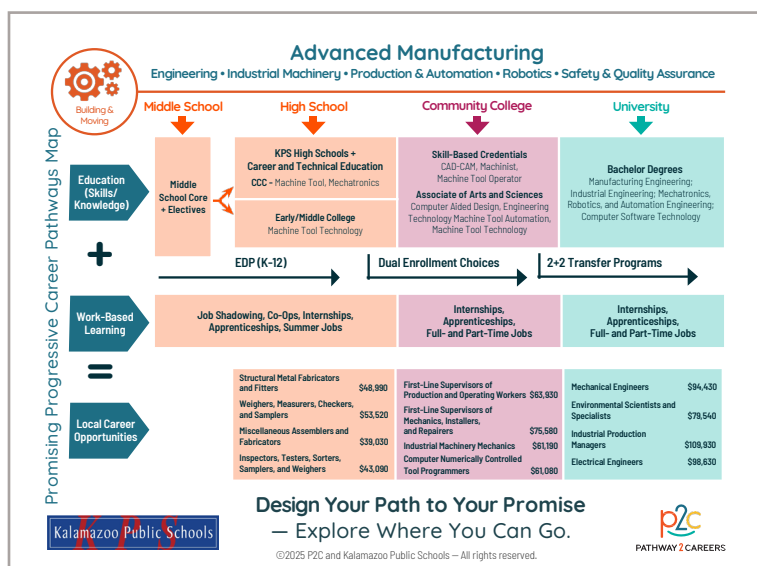 Advanced Manufacturing
Engineering • Industrial Machinery • Production & Automation • Robotics • Safety & Quality Assurance
Building &
Moving
Promising Progressive Career Pathways Map
Middle School
High School
Community College
University
Education
(Skills/
Knowledge)
Middle
School Core
+ Electives
KPS High Schools +
Career and Technical Education
CCC - Machine Tool, Mechatronics
Early/Middle College
Machine Tool Technology
Skill-Based Credentials
CAD-CAM, Machinist,
Machine Tool Operator
Associate of Arts and Sciences
Computer Aided Design, Engineering
Technology Machine Tool Automation,
Machine Tool Technology
Bachelor Degrees
Manufacturing Engineering;
Industrial Engineering; Mechatronics,
Robotics, and Automation Engineering;
Computer Software Technology
+
EDP (K-12)
Dual Enrollment Choices
2+2 Transfer Programs
Work-Based
Learning
Job Shadowing, Co-Ops, Internships,
Apprenticeships, Summer Jobs
Internships,
Apprenticeships,
Full- and Part-Time Jobs
Internships,
Apprenticeships,
Full- and Part-Time Jobs
=
Local Career
Opportunities
Structural Metal Fabricators
and Fitters $48,990
Weighers, Measurers, Checkers,
and Samplers $53,520
Miscellaneous Assemblers and
Fabricators $39,030
Inspectors, Testers, Sorters,
Samplers, and Weighers $43,090
First-Line Supervisors of
Production and Operating Workers $63,930
First-Line Supervisors of
Mechanics, Installers,
and Repairers $75,580
Industrial Machinery Mechanics $61,190
Computer Numerically Controlled
Tool Programmers $61,080
Mechanical Engineers $94,430
Environmental Scientists and
Specialists $79,540
Industrial Production
Managers $109,930
Electrical Engineers $98,630
Design Your Path to Your Promise
— Explore Where You Can Go.
©2025 P2C and Kalamazoo Public Schools — All rights reserved.
KPS
Kalamazoo Public Schools
p2c
PATHWAY2CAREERS